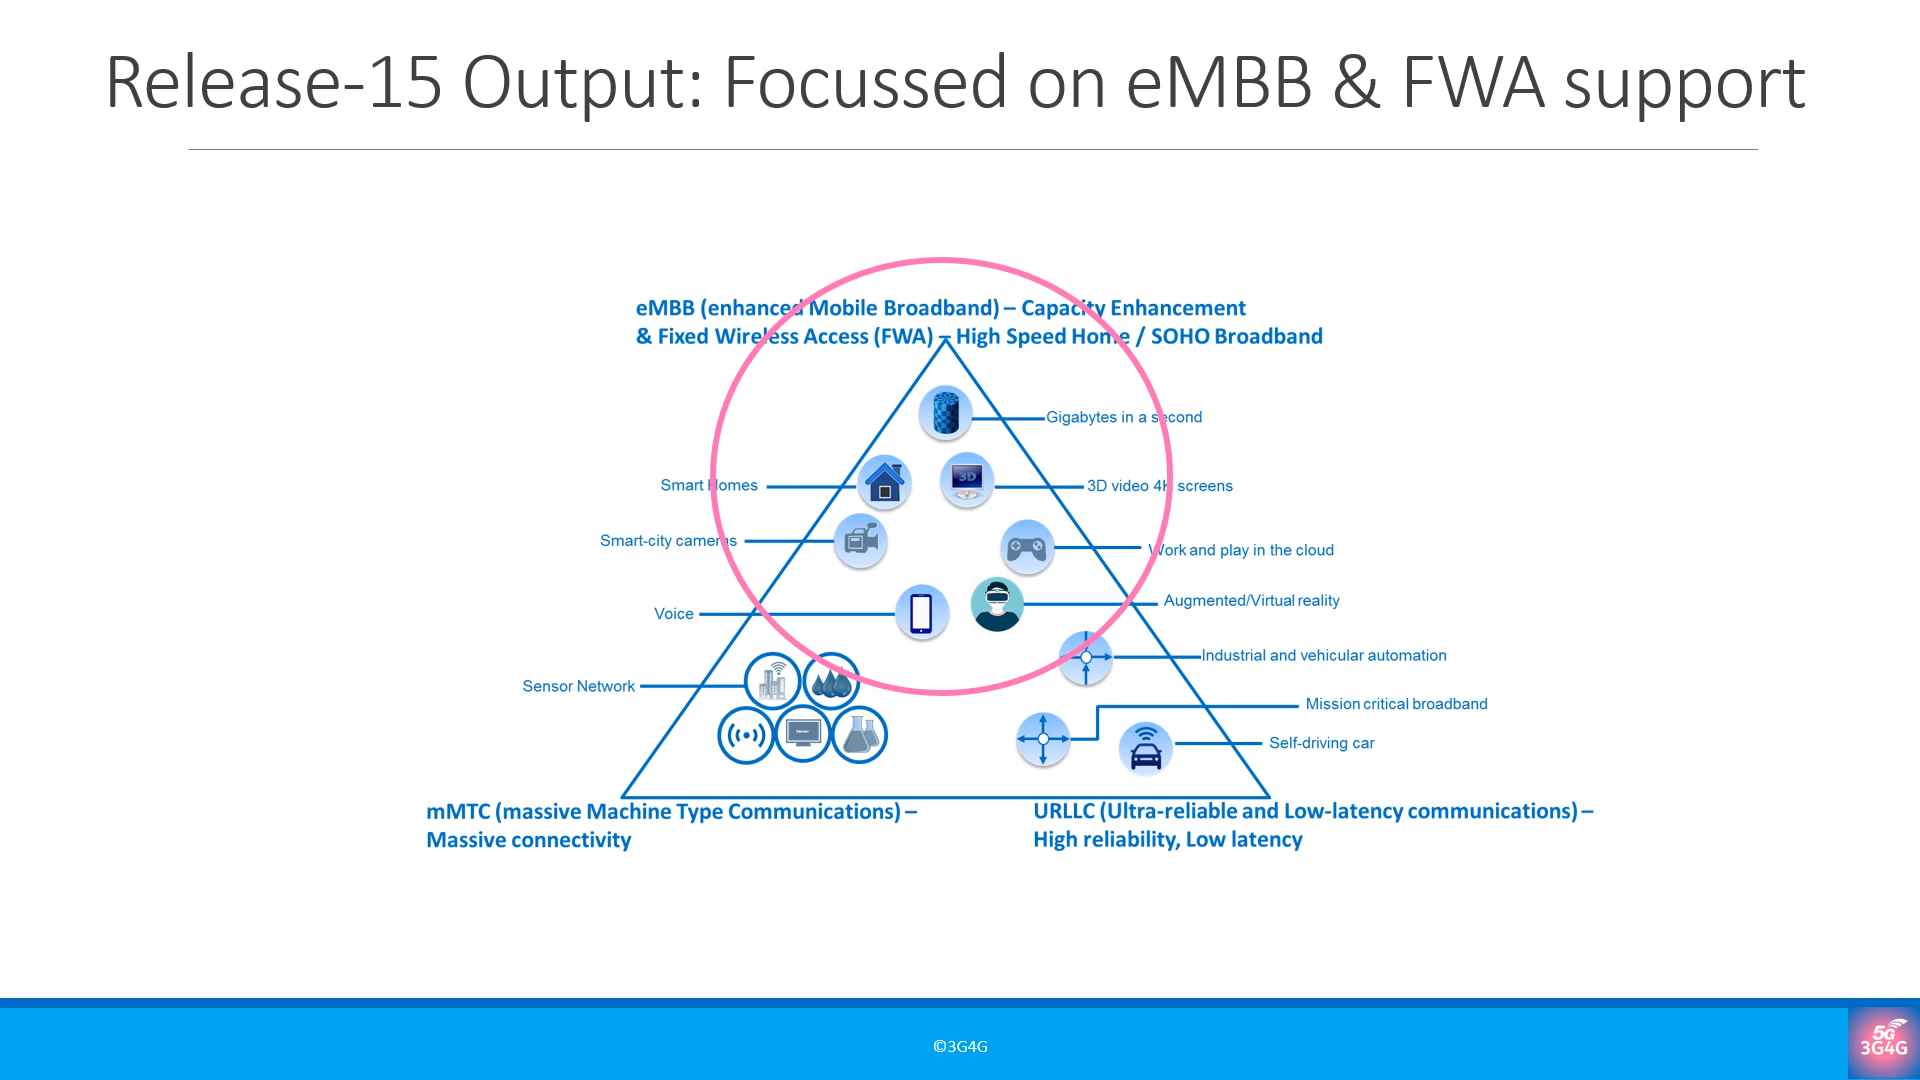 Release-15 Output: Focussed on eMBB & FWA support
eMBB (enhanced Mobile Broadband) – Capacity Enhancement
& Fixed Wireless Access (FWA) – High Speed Home / SOHO Broadband
Gigabytes in a second
Smart Homes
3D
3D video 4K screens
Smart-city cameras
Work and play in the cloud
Augmented/Virtual reality
Voice
Industrial and vehicular automation
Sensor Network
Mission critical broadband
Self-driving car
mMTC (massive Machine Type Communications) –
Massive connectivity
URLLC (Ultra-reliable and Low-latency communications) –
High reliability, Low latency
©3G4G
5G
3G4G